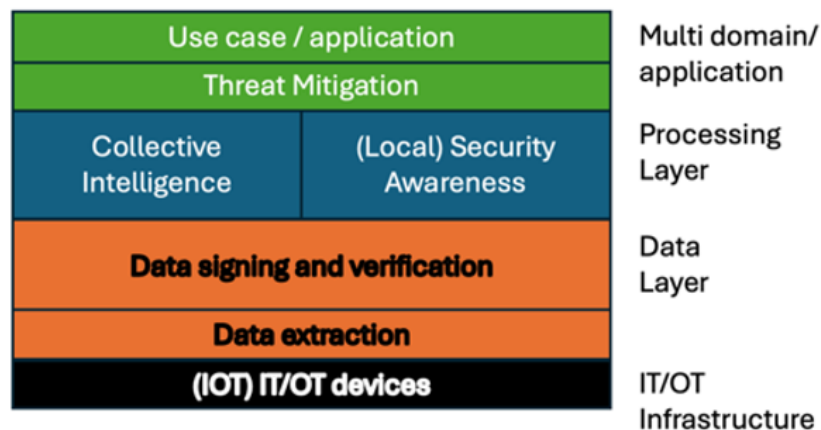 Use case / application
Multi domain/
application
Threat Mitigation
Collective
Intelligence
(Local) Security
Awareness
Processing
Layer
Data signing and verification
Data
Layer
Data extraction
(IOT) IT/OT devices
IT/OT
Infrastructure